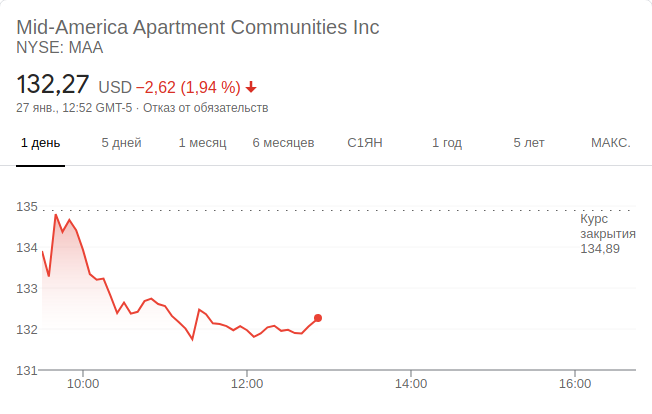 Mid-America Apartment Communities Inc
NYSE: MAA
132,27 USD −2,62 (1,94 %)
27 янв., 12:52 GMT-5 · Отказ от обязательств
1 день 5 дней 1 месяц 6 месяцев С1ЯН 1 год 5 лет МАКС.
135
Курс
закрытия
134,89
134
133
132
131
10:00 12:00 14:00 16:00